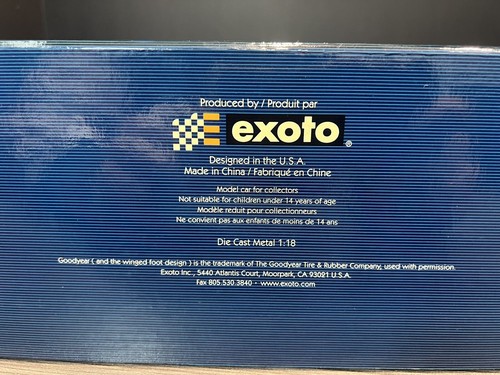 Produced by / Produit par
exoto®
Designed in the U.S.A.
Made in China / Fabriqué en Chine
Model car for collectors
Not suitable for children under 14 years of age
Modèle reduit pour collectionneurs
Ne convient pas aux enfants de moins de 14 ans
Die Cast Metal 1:18
Goodyear ( and the winged foot design ) is the trademark of The Goodyear Tire & Rubber Company, used with permission.
Exoto Inc., 5440 Atlantis Court, Moorpark, CA 93021 U.S.A.
Fax 805.530.3840 • www.exoto.com